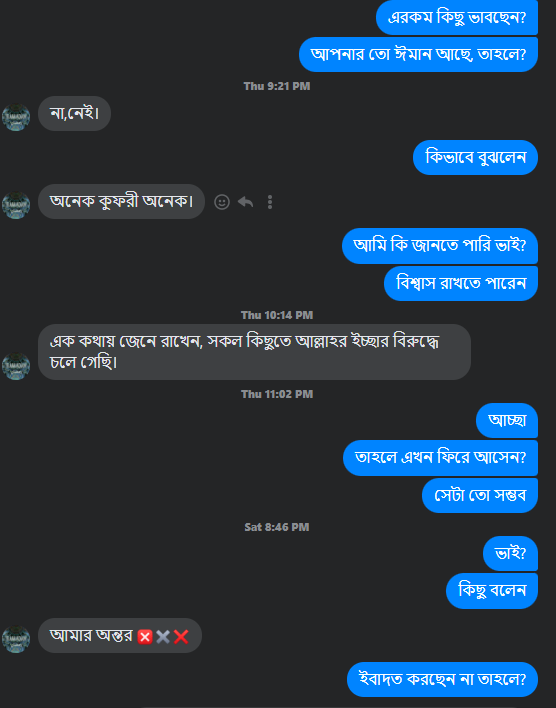 এরকম কিছু ভাবছেন?
আপনার তো ঈমান আছে, তাহলে?
Thu 9:21 PM
না,নেই।
কিভাবে বুঝলেন
অনেক কুফরী অনেক।
আমি কি জানতে পারি ভাই?
বিশ্বাস রাখতে পারেন
Thu 10:14 PM
এক কথায় জেনে রাখেন, সকল কিছুতে আল্লাহর ইচ্ছার বিরুদ্ধে
চলে গেছি।
Thu 11:02 PM
আচ্ছা
তাহলে এখন ফিরে আসেন?
সেটা তো সম্ভব
Sat 8:46 PM
ভাই?
কিছু বলেন
আমার অন্তর ❌✖️❌
ইবাদত করছেন না তাহলে?